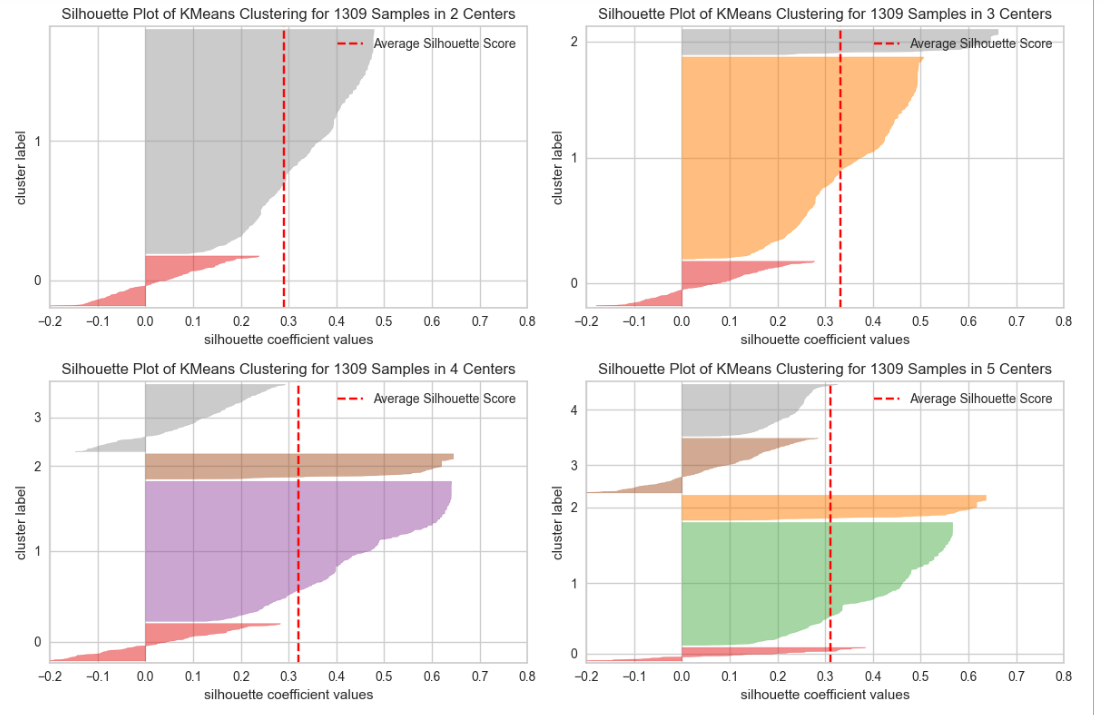 Silhouette Plot of KMeans Clustering for 1309 Samples in 2 Centers
Average Silhouette Score
cluster label
1
0
−0.2 −0.1 0.0 0.1 0.2 0.3 0.4 0.5 0.6 0.7 0.8
silhouette coefficient values
Silhouette Plot of KMeans Clustering for 1309 Samples in 3 Centers
Average Silhouette Score
cluster label
2
1
0
−0.2 −0.1 0.0 0.1 0.2 0.3 0.4 0.5 0.6 0.7 0.8
silhouette coefficient values
Silhouette Plot of KMeans Clustering for 1309 Samples in 4 Centers
Average Silhouette Score
cluster label
3
2
1
0
−0.2 −0.1 0.0 0.1 0.2 0.3 0.4 0.5 0.6 0.7 0.8
silhouette coefficient values
Silhouette Plot of KMeans Clustering for 1309 Samples in 5 Centers
Average Silhouette Score
cluster label
4
3
2
1
0
−0.2 −0.1 0.0 0.1 0.2 0.3 0.4 0.5 0.6 0.7 0.8
silhouette coefficient values